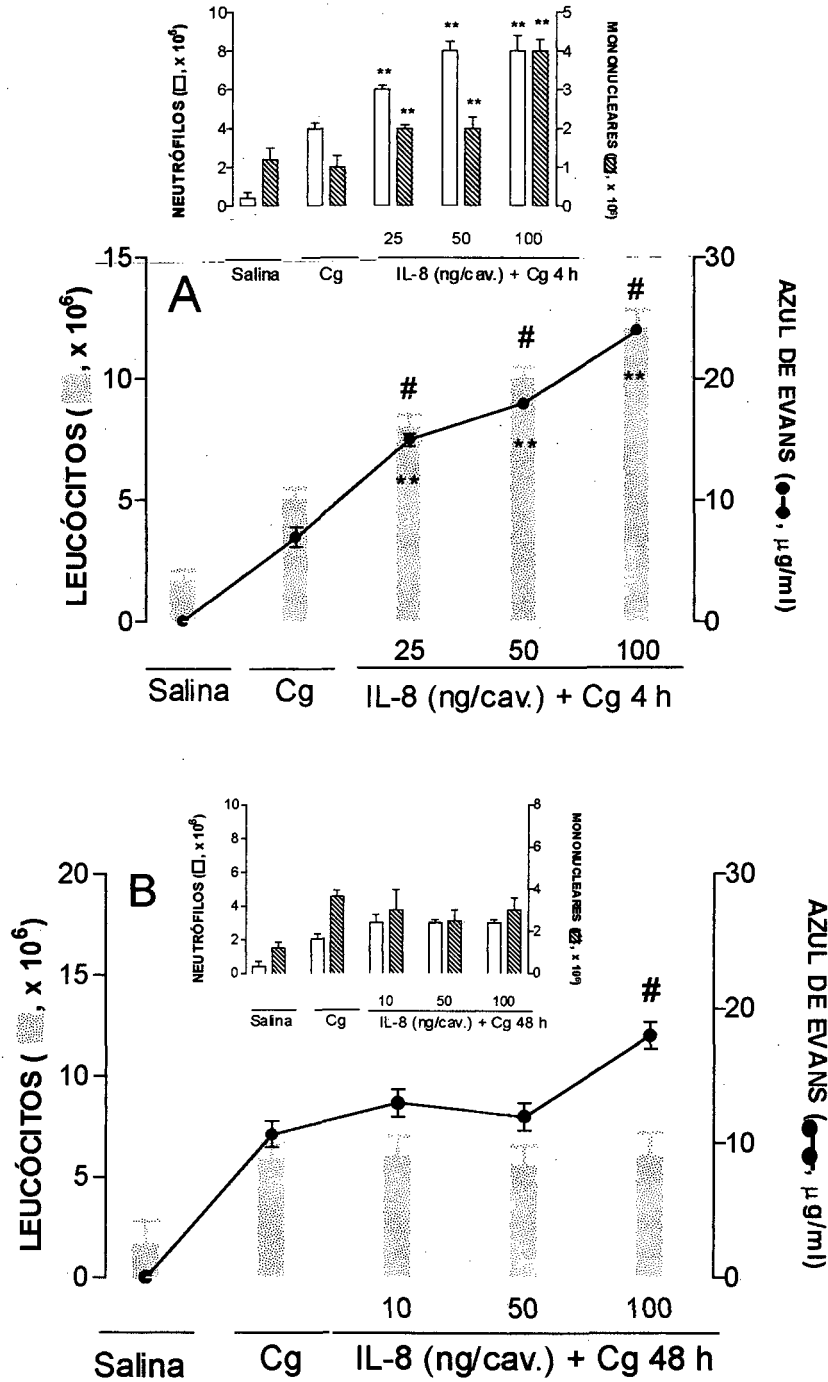 NEUTRÓFILOS (□, x 10⁶)
10
8
6
4
2
0
MONONUCLEARES (▨, x 10⁶)
5
4
3
2
1
0
** ** ** ** ** **
25 50 100
Salina Cg IL-8 (ng/cav.) + Cg 4 h
A
LEUCÓCITOS ( , x 10⁶)
15
10
5
0
AZUL DE EVANS (●-●, µg/ml)
30
20
10
0
# # #
** ** **
25 50 100
Salina Cg IL-8 (ng/cav.) + Cg 4 h
NEUTRÓFILOS (□, x 10⁶)
10
8
6
4
2
0
MONONUCLEARES (▨, x 10⁶)
8
6
4
2
0
10 50 100
Salina Cg IL-8 (ng/cav.) + Cg 48 h
B
LEUCÓCITOS ( , x 10⁶)
20
15
10
5
0
AZUL DE EVANS (●-●, µg/ml)
30
20
10
0
#
10 50 100
Salina Cg IL-8 (ng/cav.) + Cg 48 h